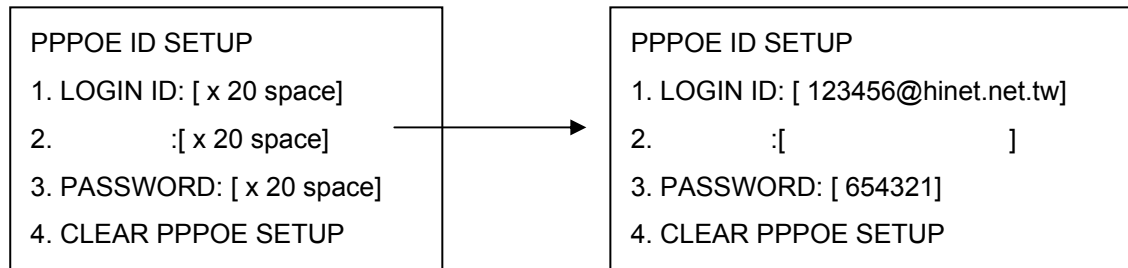 PPPOE ID SETUP
1. LOGIN ID: [ x 20 space]
2. :[ x 20 space]
3. PASSWORD: [ x 20 space]
4. CLEAR PPPOE SETUP
PPPOE ID SETUP
1. LOGIN ID: [ 123456@hinet.net.tw]
2. :[ ]
3. PASSWORD: [ 654321]
4. CLEAR PPPOE SETUP